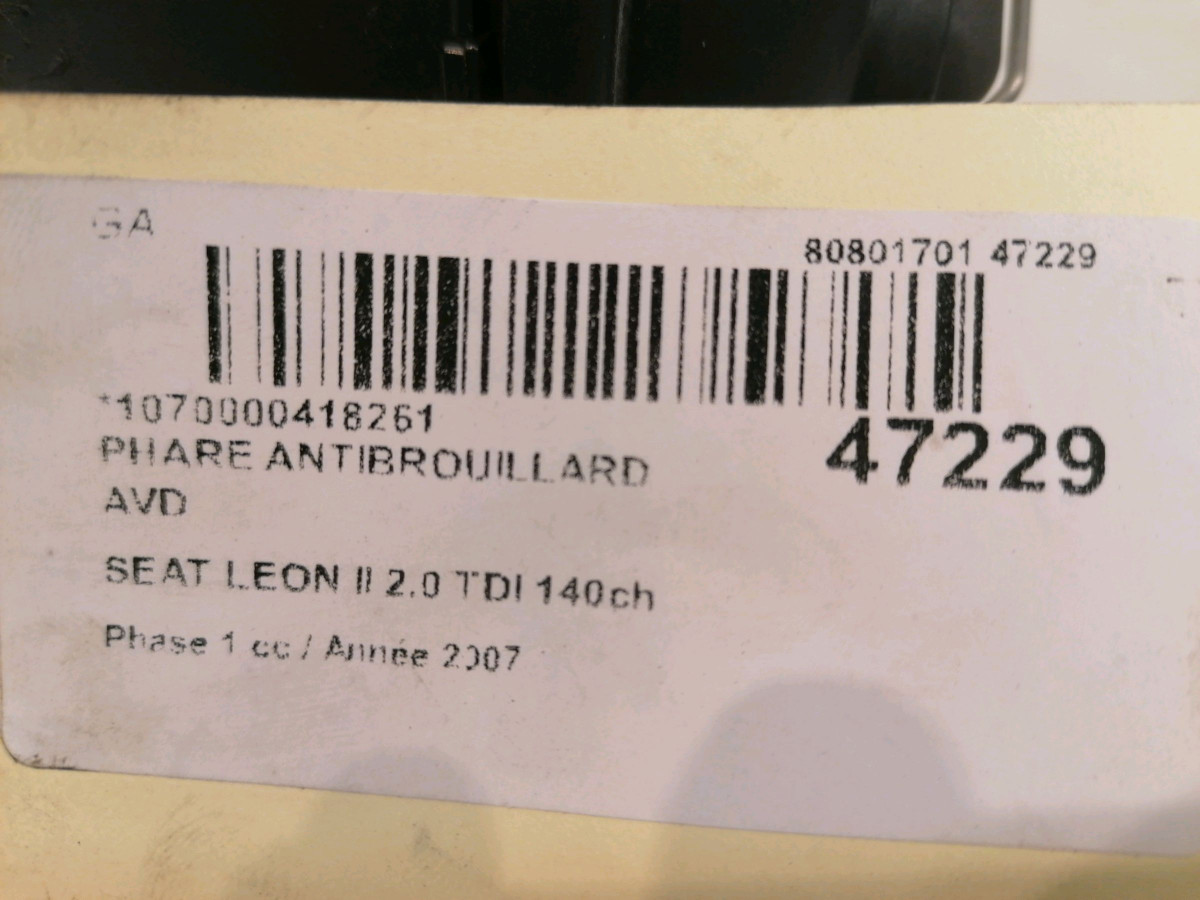 GA
80801701 47229
*1070000418261
47229
PHARE ANTIBROUILLARD
AVD
SEAT LEON II 2.0 TDI 140ch
Phase 1 cc / Année 2007